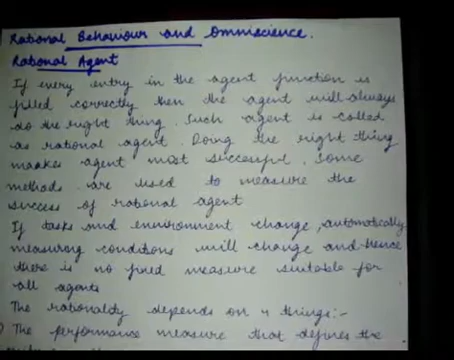 Rational Behaviour and Omniscience.
Rational Agent
If every entry in the agent function is
filled correctly then the agent will always
do the right thing. Such agent is called
as rational agent. Doing the right thing
makes agent most successful. Some
methods are used to measure the
success of rational agent
If tasks and environment change, automatically
measuring conditions will change and hence
there is no fixed measure suitable for
all agents
The rationality depends on 4 things:-
) The performance measure that defines the